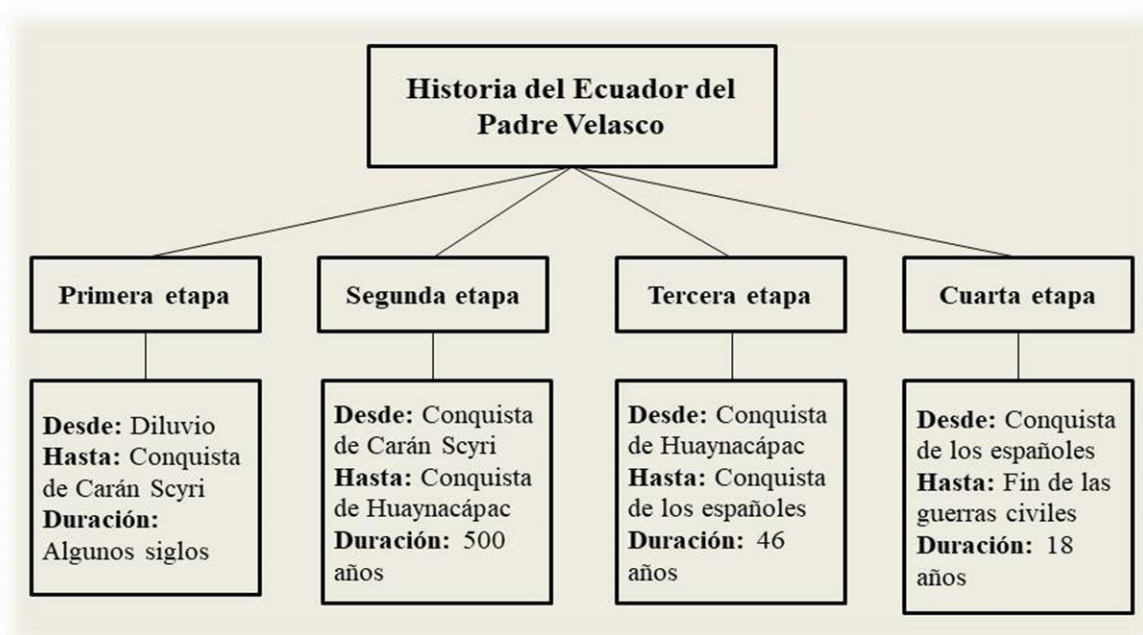 Historia del Ecuador del
Padre Velasco
Primera etapa
Segunda etapa
Tercera etapa
Cuarta etapa
Desde: Diluvio
Hasta: Conquista
de Carán Scyri
Duración:
Algunos siglos
Desde: Conquista
de Carán Scyri
Hasta: Conquista
de Huaynacápac
Duración: 500
años
Desde: Conquista
de Huaynacápac
Hasta: Conquista
de los españoles
Duración: 46
años
Desde: Conquista
de los españoles
Hasta: Fin de las
guerras civiles
Duración: 18
años